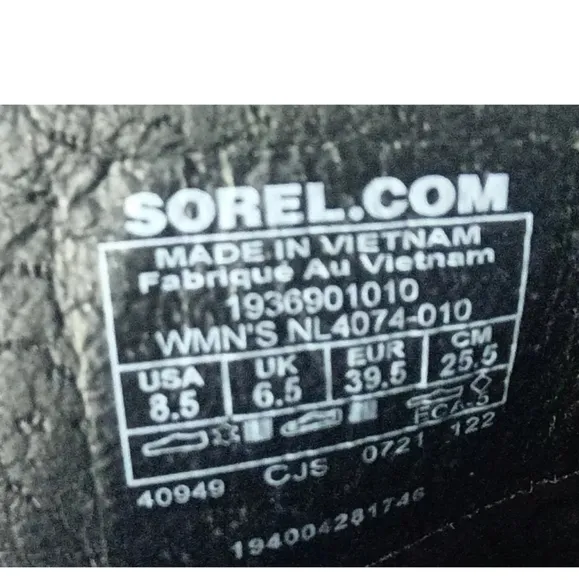 SOREL.COM
MADE IN VIETNAM
Fabriqué Au Vietnam
1936901010
WMN'S NL4074-010
USA UK EUR CM
8.5 6.5 39.5 25.5
40949 CJS 0721 122
194004281746